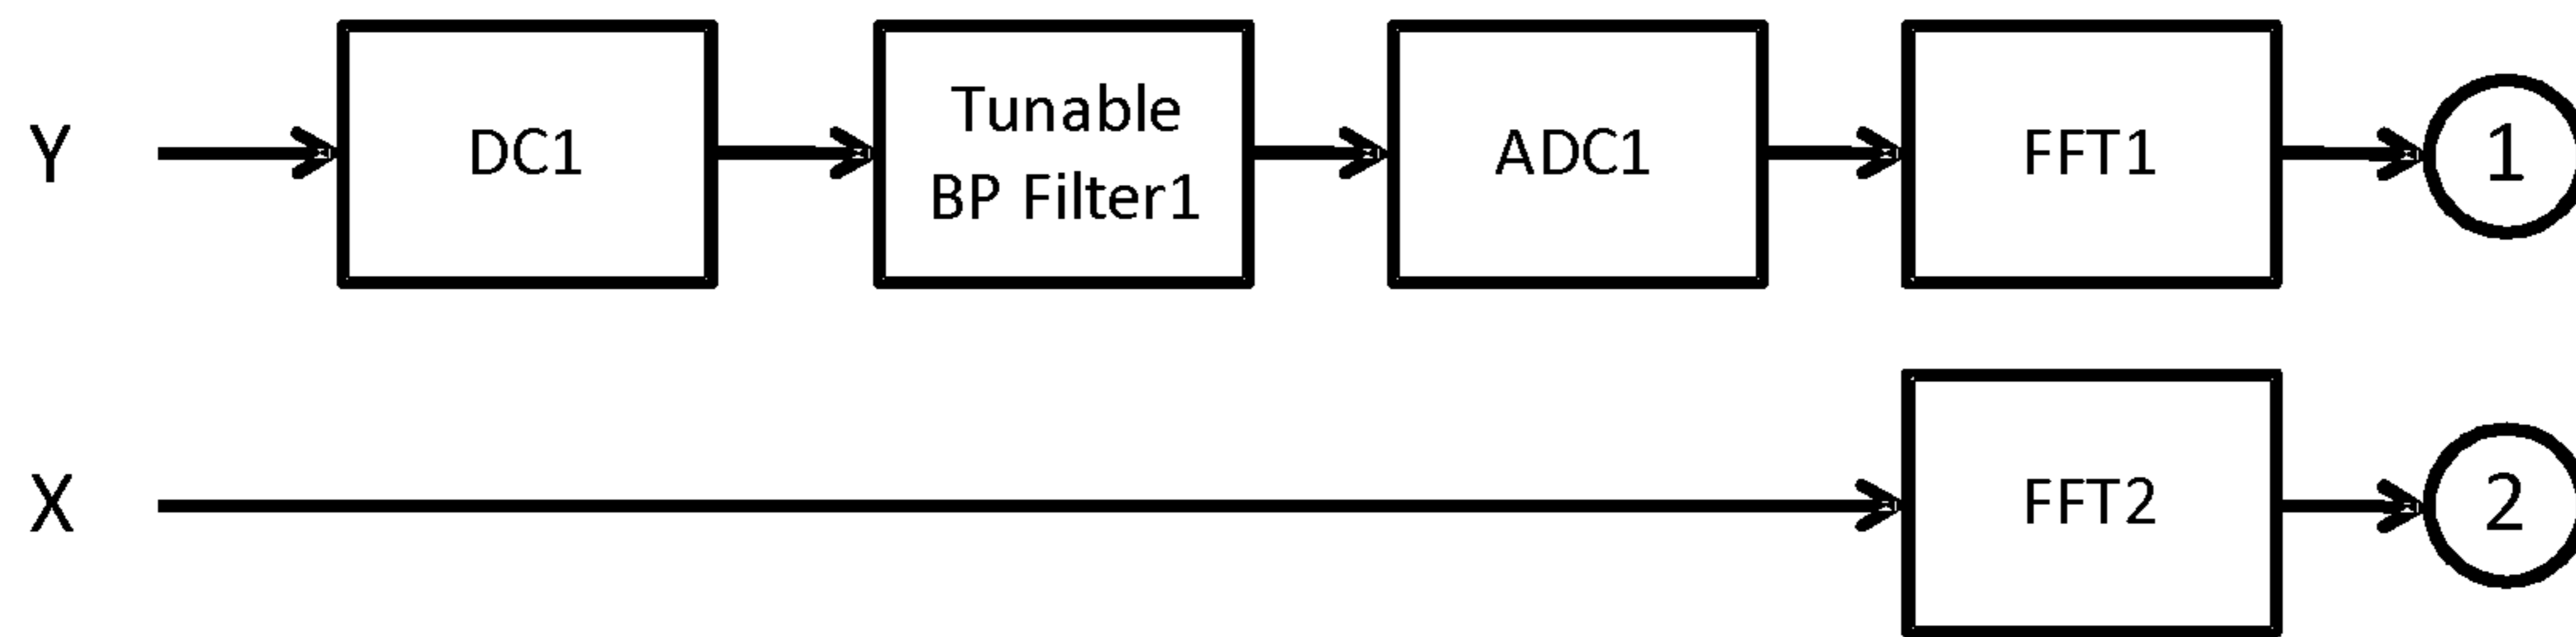 Y
DC1
Tunable
BP Filter1
ADC1
FFT1
1
X
FFT2
2